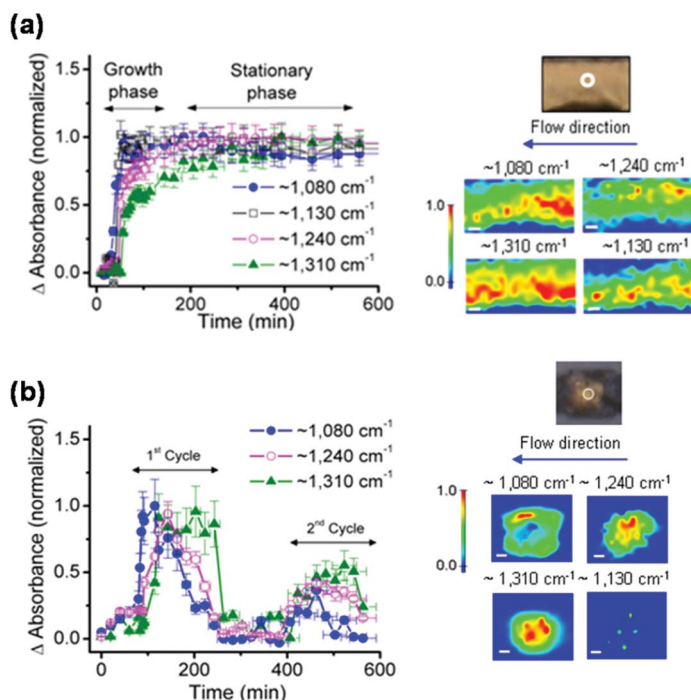 (a)
Δ Absorbance (normalized)
1.5
1.0
0.5
0.0
Growth
phase
Stationary
phase
~1,080 cm-1
~1,130 cm-1
~1,240 cm-1
~1,310 cm-1
0
200
400
600
Time (min)
Flow direction
~1,080 cm-1
~1,240 cm-1
1.0
0.0
~1,310 cm-1
~1,130 cm-1
(b)
Δ Absorbance (normalized)
1.5
1.0
0.5
0.0
1st Cycle
~1,080 cm-1
~1,240 cm-1
~1,310 cm-1
2nd Cycle
0
200
400
600
Time (min)
Flow direction
~ 1,080 cm-1
~ 1,240 cm-1
1.0
0.0
~ 1,310 cm-1
~ 1,130 cm-1